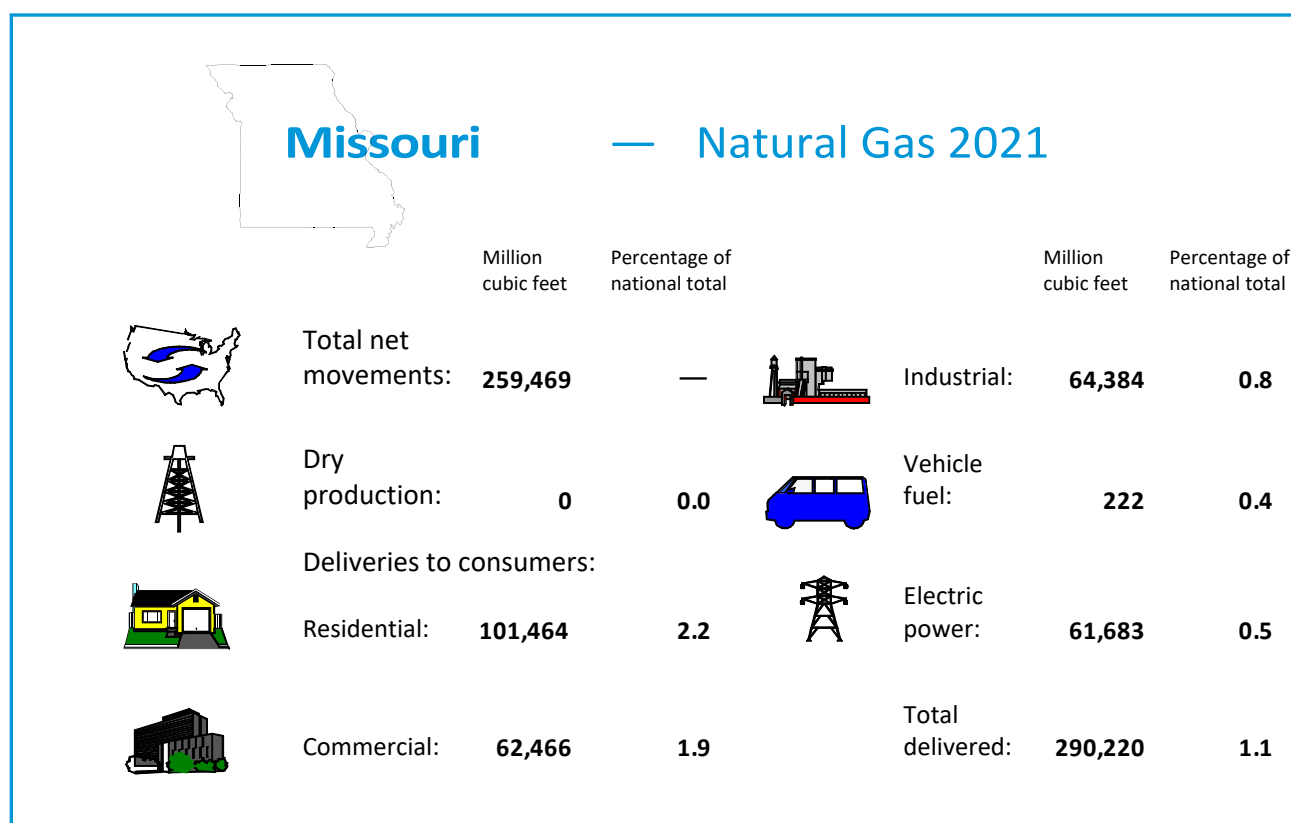 Missouri — Natural Gas 2021
Million Percentage of Million Percentage of
cubic feet national total cubic feet national total
Total net
movements: 259,469 —
Industrial: 64,384 0.8
Dry
production: 0 0.0
Vehicle
fuel: 222 0.4
Deliveries to consumers:
Residential: 101,464 2.2
Electric
power: 61,683 0.5
Commercial: 62,466 1.9
Total
delivered: 290,220 1.1